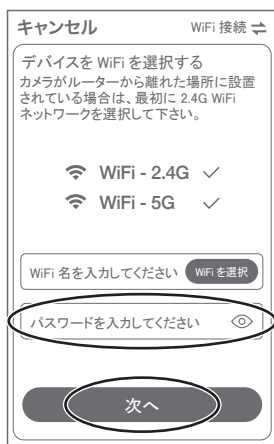 キャンセル WiFi 接続
デバイスを WiFi を選択する
カメラがルーターから離れた場所に設置
されている場合は、最初に 2.4G WiFi
ネットワークを選択して下さい。
WiFi - 2.4G
WiFi - 5G
WiFi 名を入力してください WiFi を選択
パスワードを入力してください
次へ